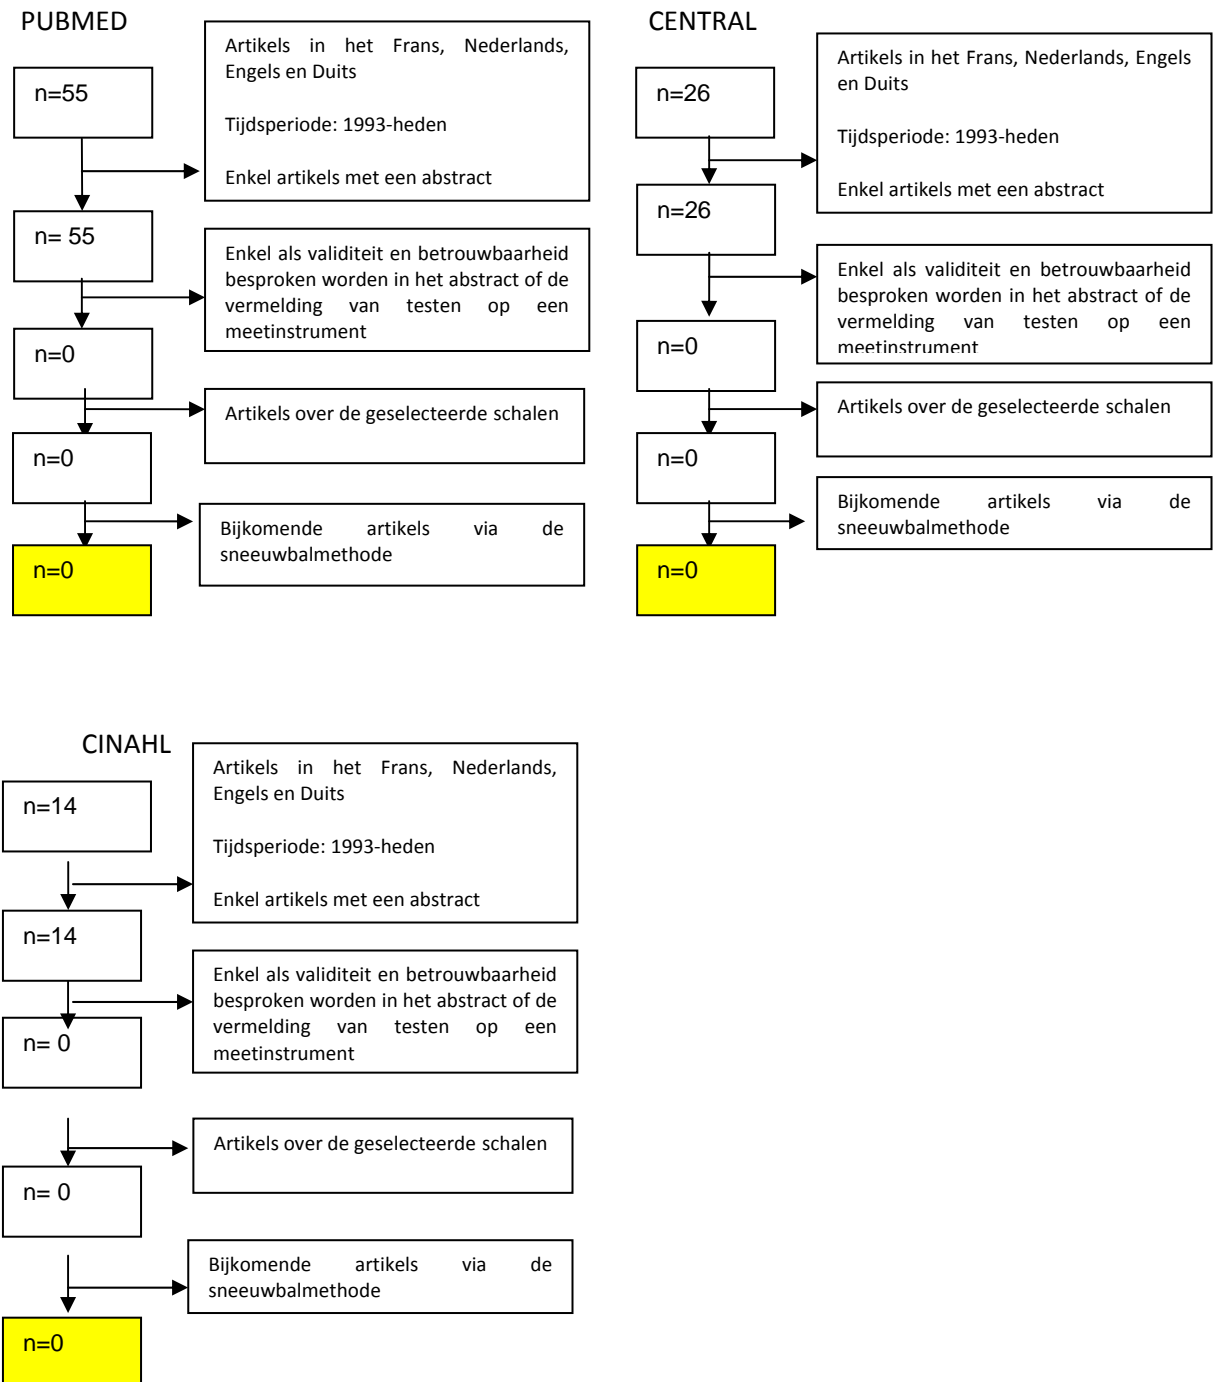 PUBMED
n=55
Artikels in het Frans, Nederlands,
Engels en Duits
Tijdsperiode: 1993-heden
Enkel artikels met een abstract
n= 55
Enkel als validiteit en betrouwbaarheid
besproken worden in het abstract of de
vermelding van testen op een
meetinstrument
n=0
Artikels over de geselecteerde schalen
n=0
Bijkomende artikels via de
sneeuwbalmethode
n=0
CENTRAL
n=26
Artikels in het Frans, Nederlands, Engels
en Duits
Tijdsperiode: 1993-heden
Enkel artikels met een abstract
n=26
Enkel als validiteit en betrouwbaarheid
besproken worden in het abstract of de
vermelding van testen op een
meetinstrument
n=0
Artikels over de geselecteerde schalen
n=0
Bijkomende artikels via de
sneeuwbalmethode
n=0
CINAHL
n=14
Artikels in het Frans, Nederlands,
Engels en Duits
Tijdsperiode: 1993-heden
Enkel artikels met een abstract
n=14
Enkel als validiteit en betrouwbaarheid
besproken worden in het abstract of de
vermelding van testen op een
meetinstrument
n= 0
Artikels over de geselecteerde schalen
n= 0
Bijkomende artikels via de
sneeuwbalmethode
n=0